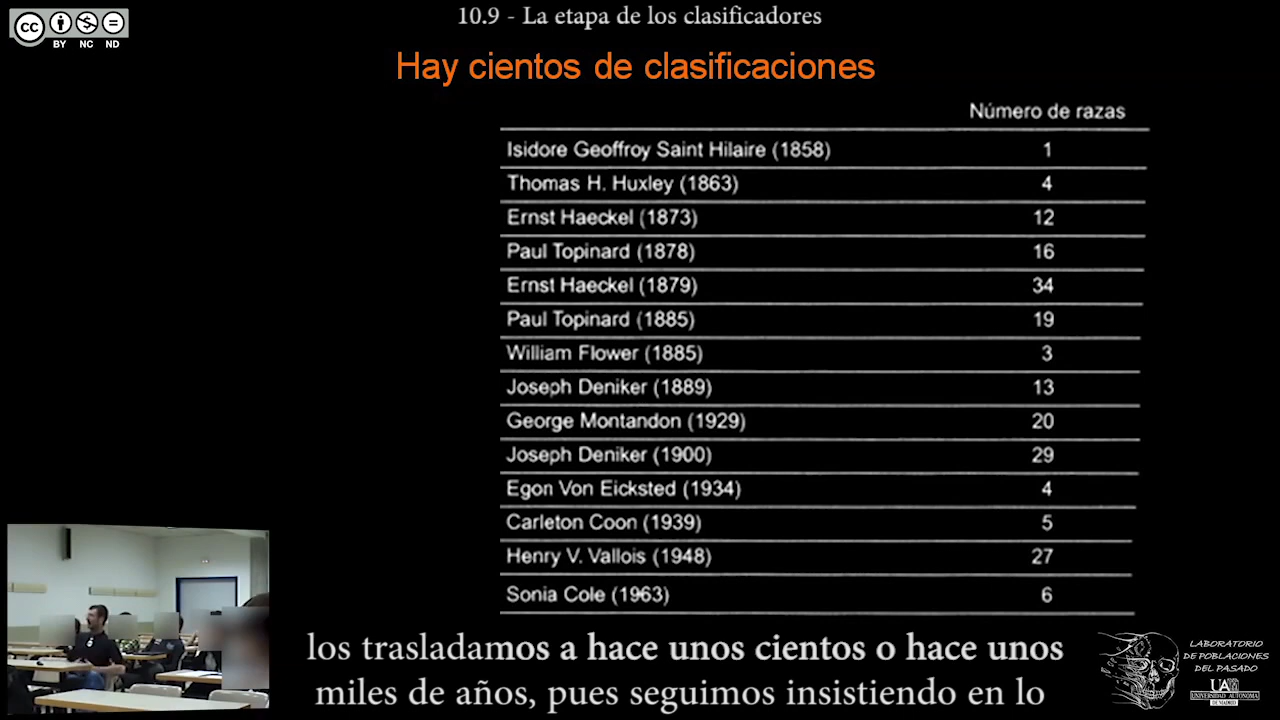 10.9 - La etapa de los clasificadores
BY NC ND
Hay cientos de clasificaciones
Número de razas
Isidore Geoffroy Saint Hilaire (1858) 1
Thomas H. Huxley (1863) 4
Ernst Haeckel (1873) 12
Paul Topinard (1878) 16
Ernst Haeckel (1879) 34
Paul Topinard (1885) 19
William Flower (1885) 3
Joseph Deniker (1889) 13
George Montandon (1929) 20
Joseph Deniker (1900) 29
Egon Von Eicksted (1934) 4
Carleton Coon (1939) 5
Henry V. Vallois (1948) 27
Sonia Cole (1963) 6
los trasladamos a hace unos cientos o hace unos
miles de años, pues seguimos insistiendo en lo
LABORATORIO
DE POBLACIONES
DEL PASADO
UAM
UNIVERSIDAD AUTONOMA
DE MADRID